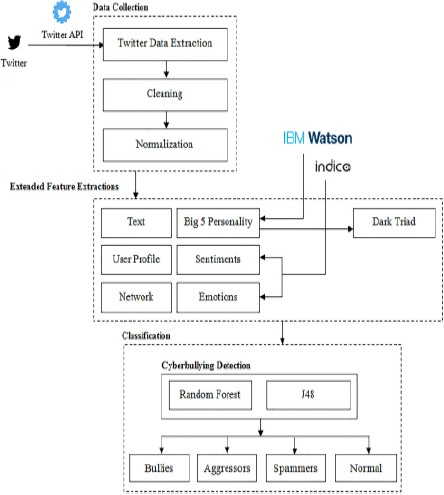 Data Collection
Twitter API
Twitter
Twitter Data Extraction
Cleaning
Normalization
IBM Watson
indico
Extended Feature Extractions
Text
Big 5 Personality
Dark Triad
User Profile
Sentiments
Network
Emotions
Classification
Cyberbullying Detection
Random Forest
J48
Bullies
Aggressors
Spammers
Normal